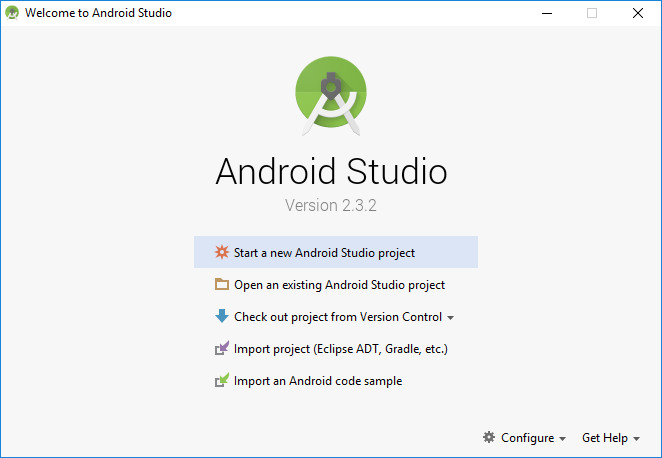 Welcome to Android Studio
Android Studio
Version 2.3.2
Start a new Android Studio project
Open an existing Android Studio project
Check out project from Version Control
Import project (Eclipse ADT, Gradle, etc.)
Import an Android code sample
Configure Get Help